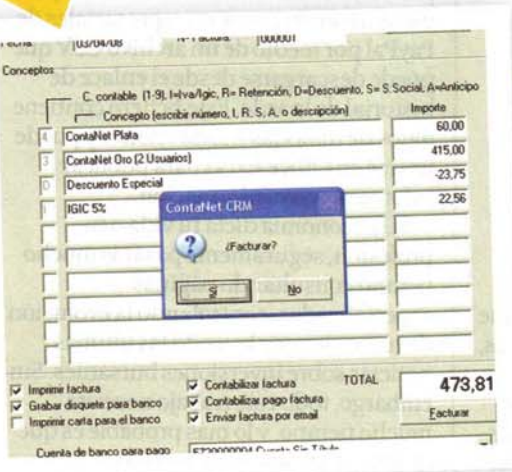 Fecha: 03/04/08 Nº Factura: 000001
Conceptos
C. contable (1-9), I=Iva/Igic, R= Retención, D=Descuento, S= S.Social, A=Anticipo
Concepto (escribir número, I, R, S, A, o descripción) Importe
4 ContaNet Plata 60,00
3 ContaNet Oro (2 Usuarios) 415,00
D Descuento Especial -23,75
I IGIC 5% 22,56
ContaNet CRM
¿Facturar?
Sí
No
Imprimir factura
Grabar disquete para banco
Imprimir carta para el banco
Contabilizar factura
Contabilizar pago factura
Enviar factura por email
TOTAL 473,81
Facturar
Cuenta de banco para pago 572000004 Cuenta Sin Título